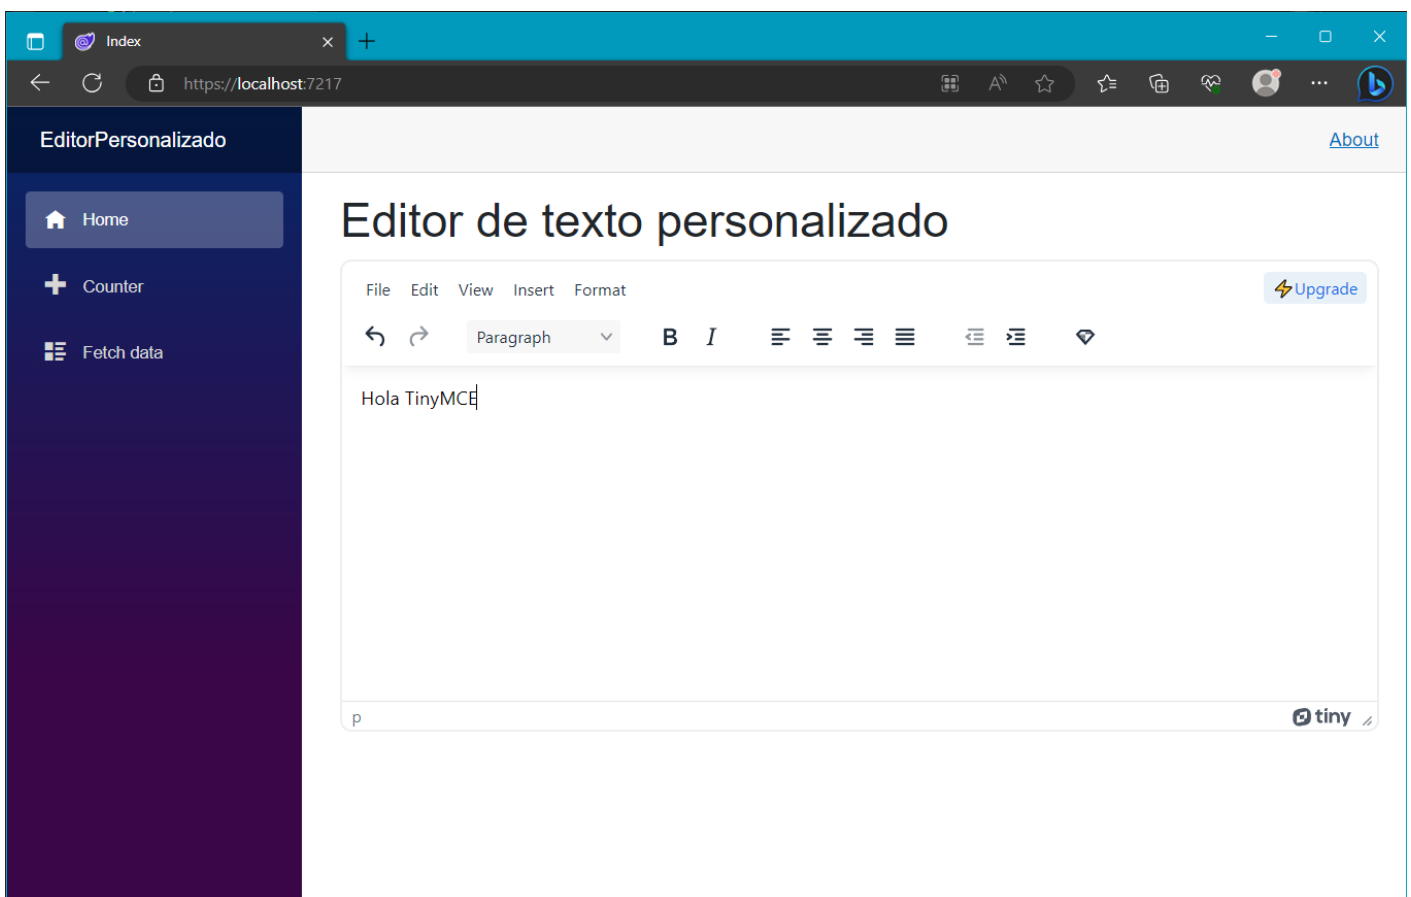 Index
https://localhost:7217
EditorPersonalizado
About
Home
Counter
Fetch data
Editor de texto personalizado
File Edit View Insert Format
⚡Upgrade
Paragraph B I
Hola TinyMCE
p
tiny